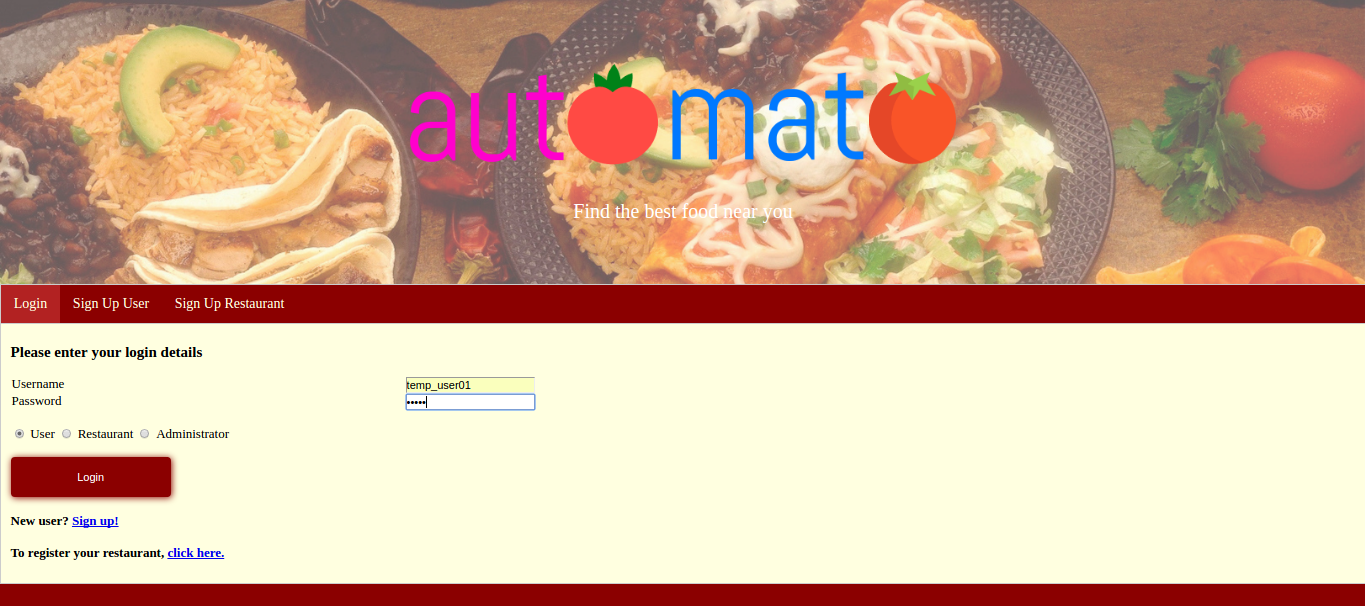 automato
Find the best food near you
Login Sign Up User Sign Up Restaurant
Please enter your login details
Username temp_user01
Password •••••
User Restaurant Administrator
Login
New user? Sign up!
To register your restaurant, click here.